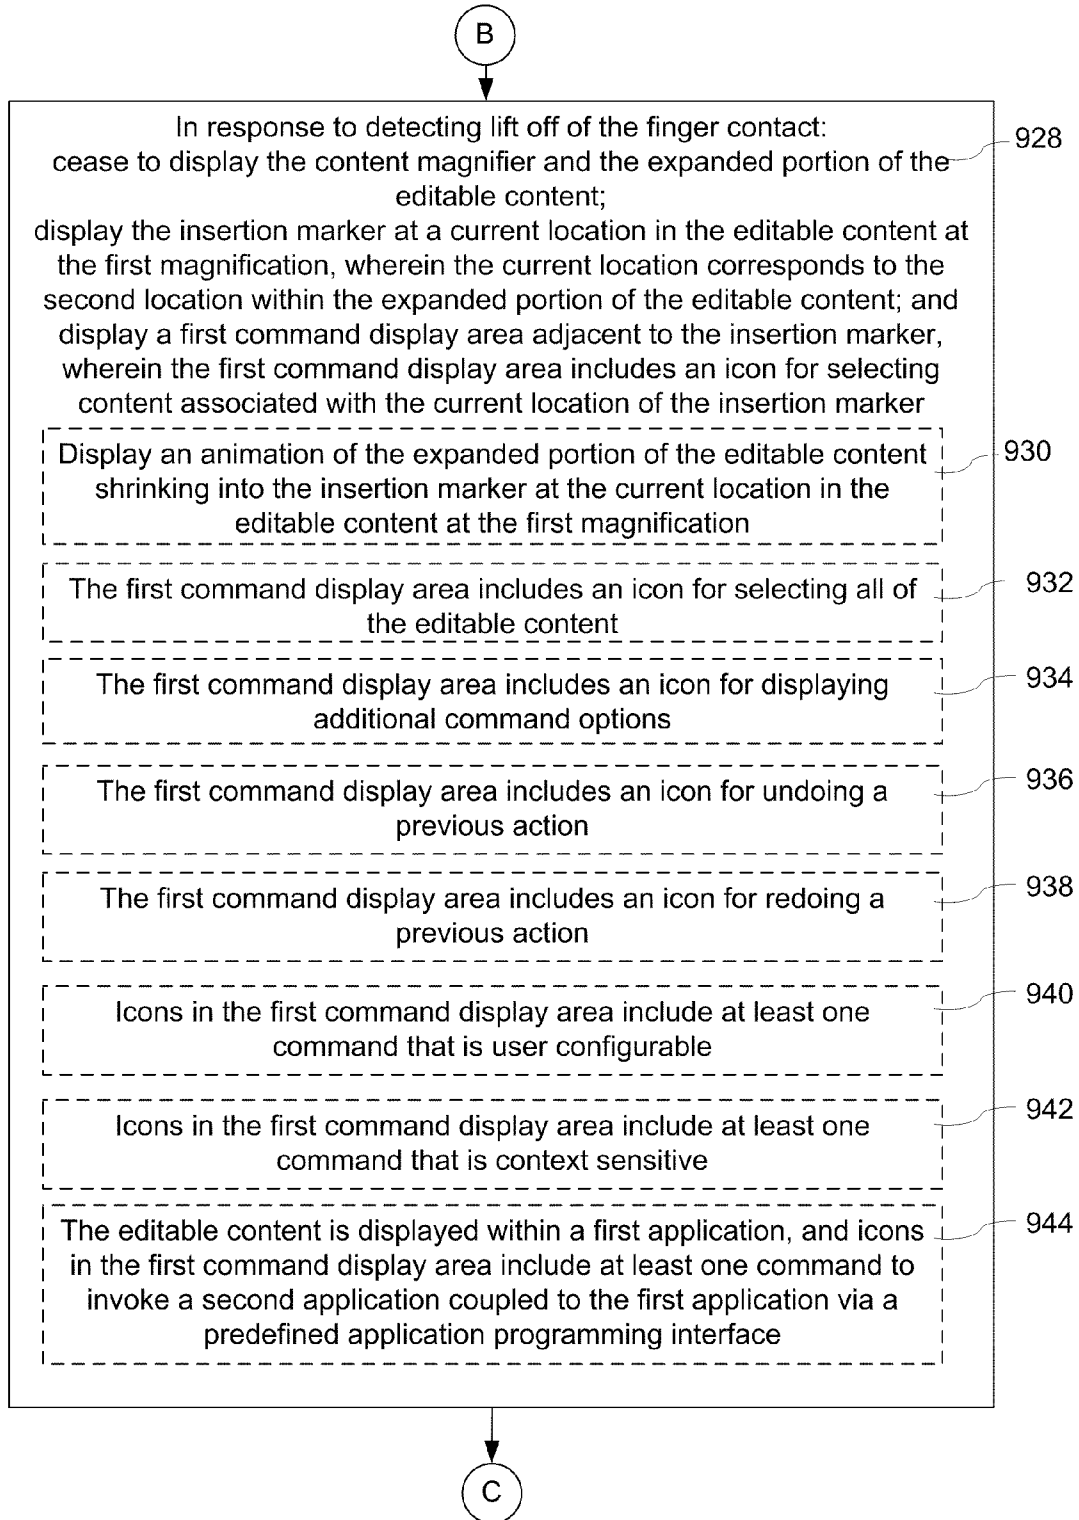 B
In response to detecting lift off of the finger contact:
cease to display the content magnifier and the expanded portion of the
editable content;
display the insertion marker at a current location in the editable content at
the first magnification, wherein the current location corresponds to the
second location within the expanded portion of the editable content; and
display a first command display area adjacent to the insertion marker,
wherein the first command display area includes an icon for selecting
content associated with the current location of the insertion marker
928
Display an animation of the expanded portion of the editable content
shrinking into the insertion marker at the current location in the
editable content at the first magnification
930
The first command display area includes an icon for selecting all of
the editable content
932
The first command display area includes an icon for displaying
additional command options
934
The first command display area includes an icon for undoing a
previous action
936
The first command display area includes an icon for redoing a
previous action
938
Icons in the first command display area include at least one
command that is user configurable
940
Icons in the first command display area include at least one
command that is context sensitive
942
The editable content is displayed within a first application, and icons
in the first command display area include at least one command to
invoke a second application coupled to the first application via a
predefined application programming interface
944
C